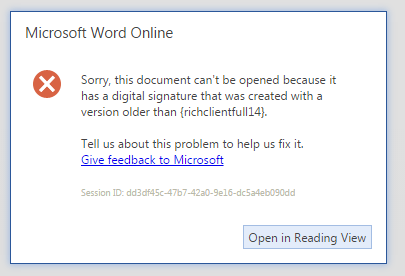 Microsoft Word Online
Sorry, this document can't be opened because it
has a digital signature that was created with a
version older than {richclientfull14}.
Tell us about this problem to help us fix it.
Give feedback to Microsoft
Session ID: dd3df45c-47b7-42a0-9e16-dc5a4eb090dd
Open in Reading View